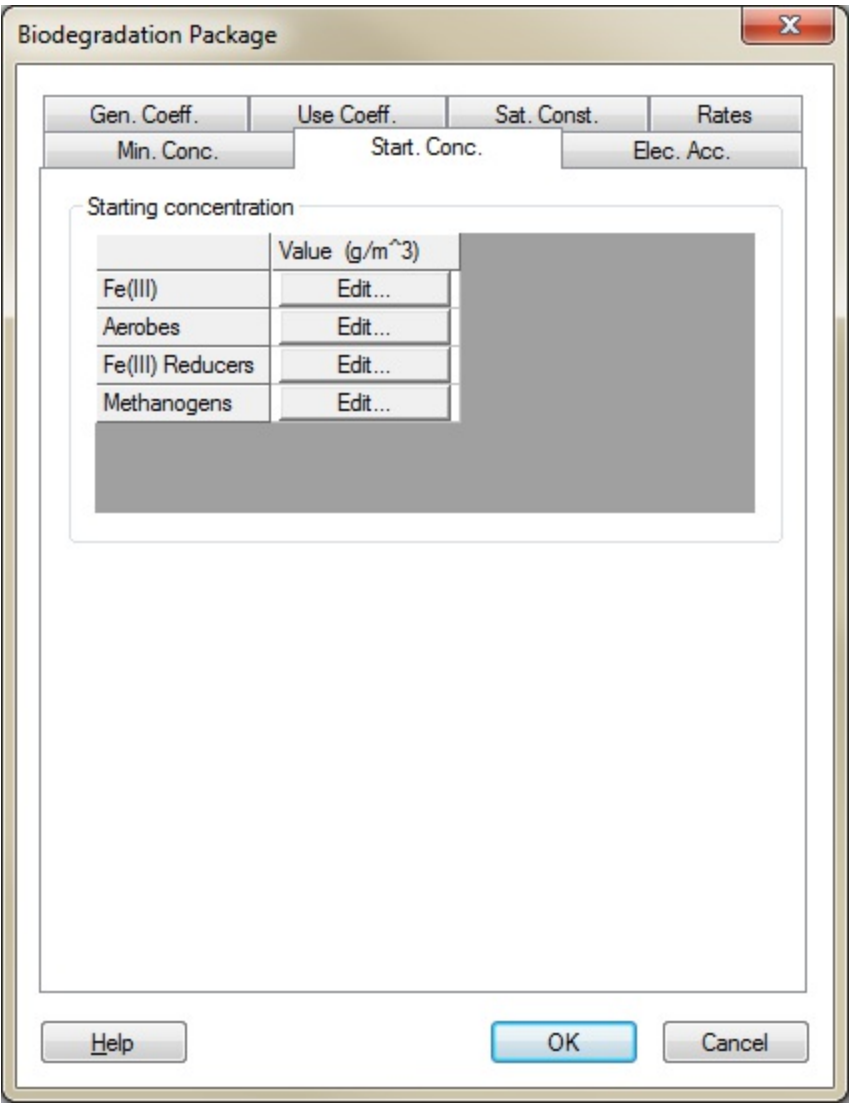 Biodegradation Package
x
Gen. Coeff. Use Coeff. Sat. Const. Rates
Min. Conc. Start. Conc. Elec. Acc.
Starting concentration
Value (g/m^3)
Fe(III) Edit...
Aerobes Edit...
Fe(III) Reducers Edit...
Methanogens Edit...
Help OK Cancel